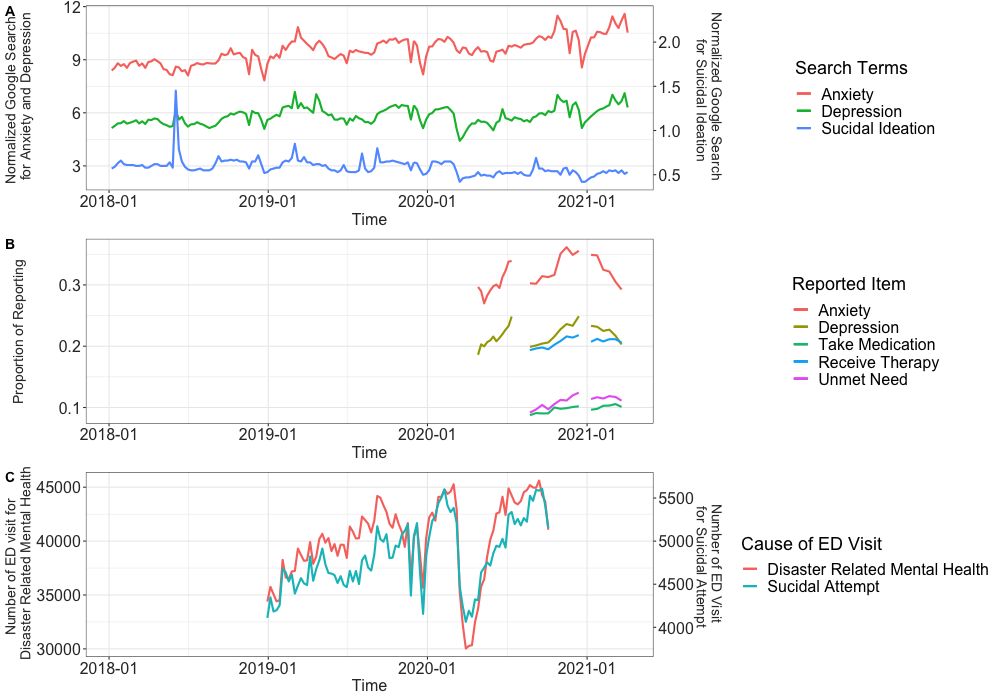 A
Normalized Google Search
for Anxiety and Depression
12
9
6
3
2.0
1.5
1.0
0.5
Normalized Google Search
for Suicidal Ideation
2018-01
2019-01
2020-01
2021-01
Time
Search Terms
Anxiety
Depression
Sucidal Ideation
B
Proportion of Reporting
0.3
0.2
0.1
2018-01
2019-01
2020-01
2021-01
Time
Reported Item
Anxiety
Depression
Take Medication
Receive Therapy
Unmet Need
C
Number of ED visit for
Disaster Related Mental Health
45000
40000
35000
30000
5500
5000
4500
4000
Number of ED Visit
for Suicidal Attempt
2018-01
2019-01
2020-01
2021-01
Time
Cause of ED Visit
Disaster Related Mental Health
Sucidal Attempt